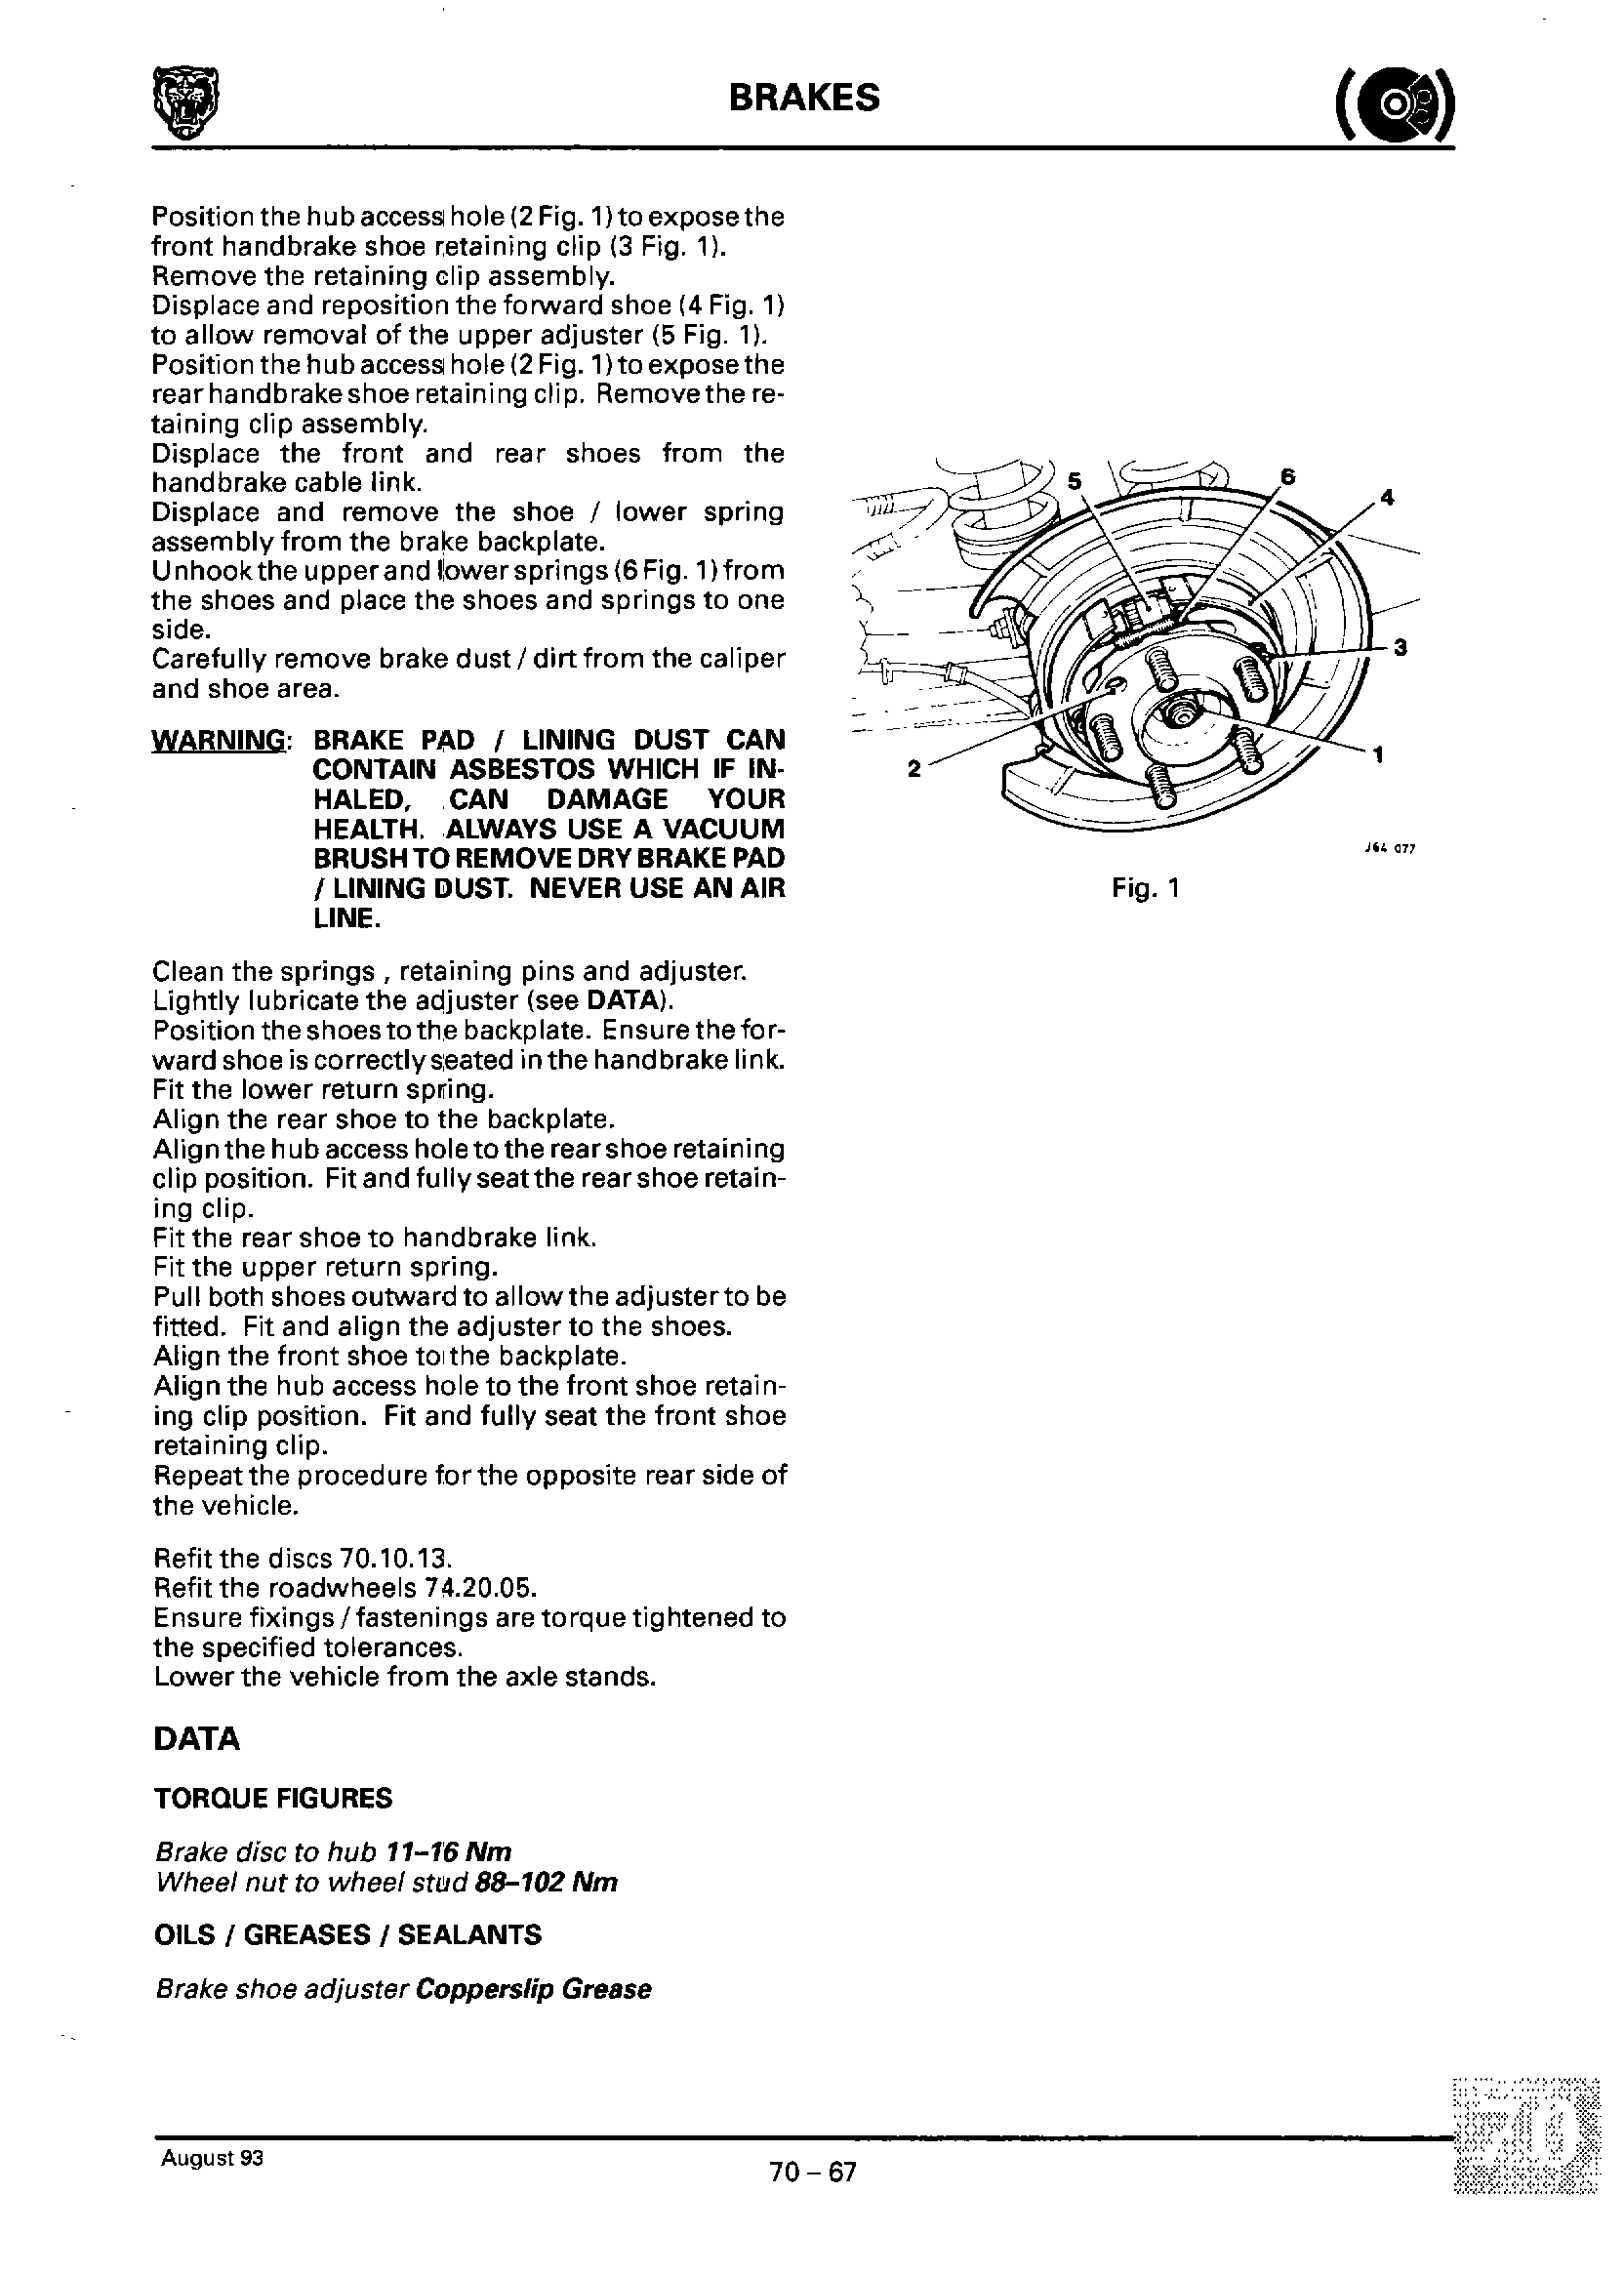 BRAKES
Position the hub access hole (2 Fig. 1) to expose the
front handbrake shoe retaining clip (3 Fig. 1).
Remove the retaining clip assembly.
Displace and reposition the forward shoe (4 Fig. 1)
to allow removal of the upper adjuster (5 Fig. 1).
Position the hub access hole (2 Fig. 1) to expose the
rear handbrake shoe retaining clip. Remove the re-
taining clip assembly.
Displace the front and rear shoes from the
handbrake cable link.
Displace and remove the shoe / lower spring
assembly from the brake backplate.
Unhook the upper and lower springs (6 Fig. 1) from
the shoes and place the shoes and springs to one
side.
Carefully remove brake dust / dirt from the caliper
and shoe area.
WARNING: BRAKE PAD / LINING DUST CAN
CONTAIN ASBESTOS WHICH IF IN-
HALED, CAN DAMAGE YOUR
HEALTH. ALWAYS USE A VACUUM
BRUSH TO REMOVE DRY BRAKE PAD
/ LINING DUST. NEVER USE AN AIR
LINE.
Clean the springs , retaining pins and adjuster.
Lightly lubricate the adjuster (see DATA).
Position the shoes to the backplate. Ensure the for-
ward shoe is correctly seated in the handbrake link.
Fit the lower return spring.
Align the rear shoe to the backplate.
Align the hub access hole to the rear shoe retaining
clip position. Fit and fully seat the rear shoe retain-
ing clip.
Fit the rear shoe to handbrake link.
Fit the upper return spring.
Pull both shoes outward to allow the adjuster to be
fitted. Fit and align the adjuster to the shoes.
Align the front shoe to the backplate.
Align the hub access hole to the front shoe retain-
ing clip position. Fit and fully seat the front shoe
retaining clip.
Repeat the procedure for the opposite rear side of
the vehicle.
Refit the discs 70.10.13.
Refit the roadwheels 74.20.05.
Ensure fixings / fastenings are torque tightened to
the specified tolerances.
Lower the vehicle from the axle stands.
DATA
TORQUE FIGURES
Brake disc to hub 11–16 Nm
Wheel nut to wheel stud 88–102 Nm
OILS / GREASES / SEALANTS
Brake shoe adjuster Copperslip Grease
5
6
4
3
1
2
J64 077
Fig. 1
August 93
70 – 67
70